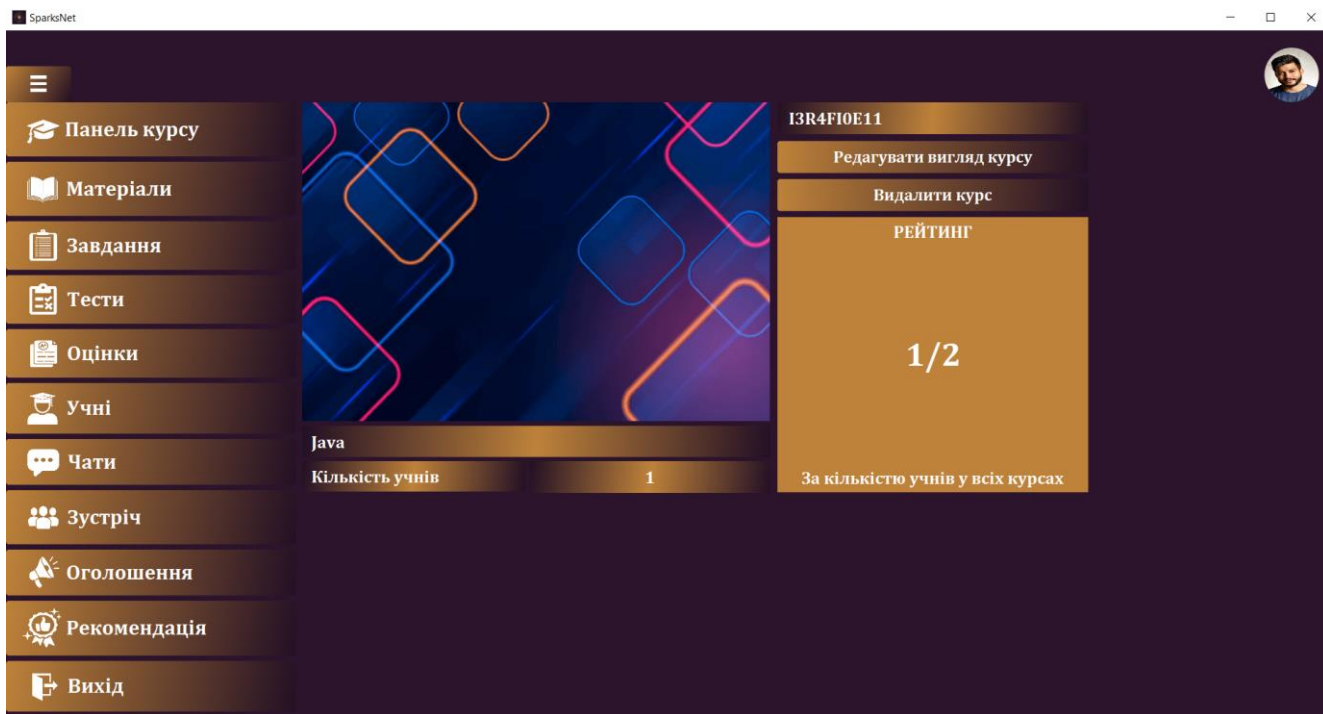 SparksNet
Панель курсу
Матеріали
Завдання
Тести
Оцінки
Учні
Чати
Зустріч
Оголошення
Рекомендація
Вихід
Java
Кількість учнів 1
I3R4FI0E11
Редагувати вигляд курсу
Видалити курс
РЕЙТИНГ
1/2
За кількістю учнів у всіх курсах